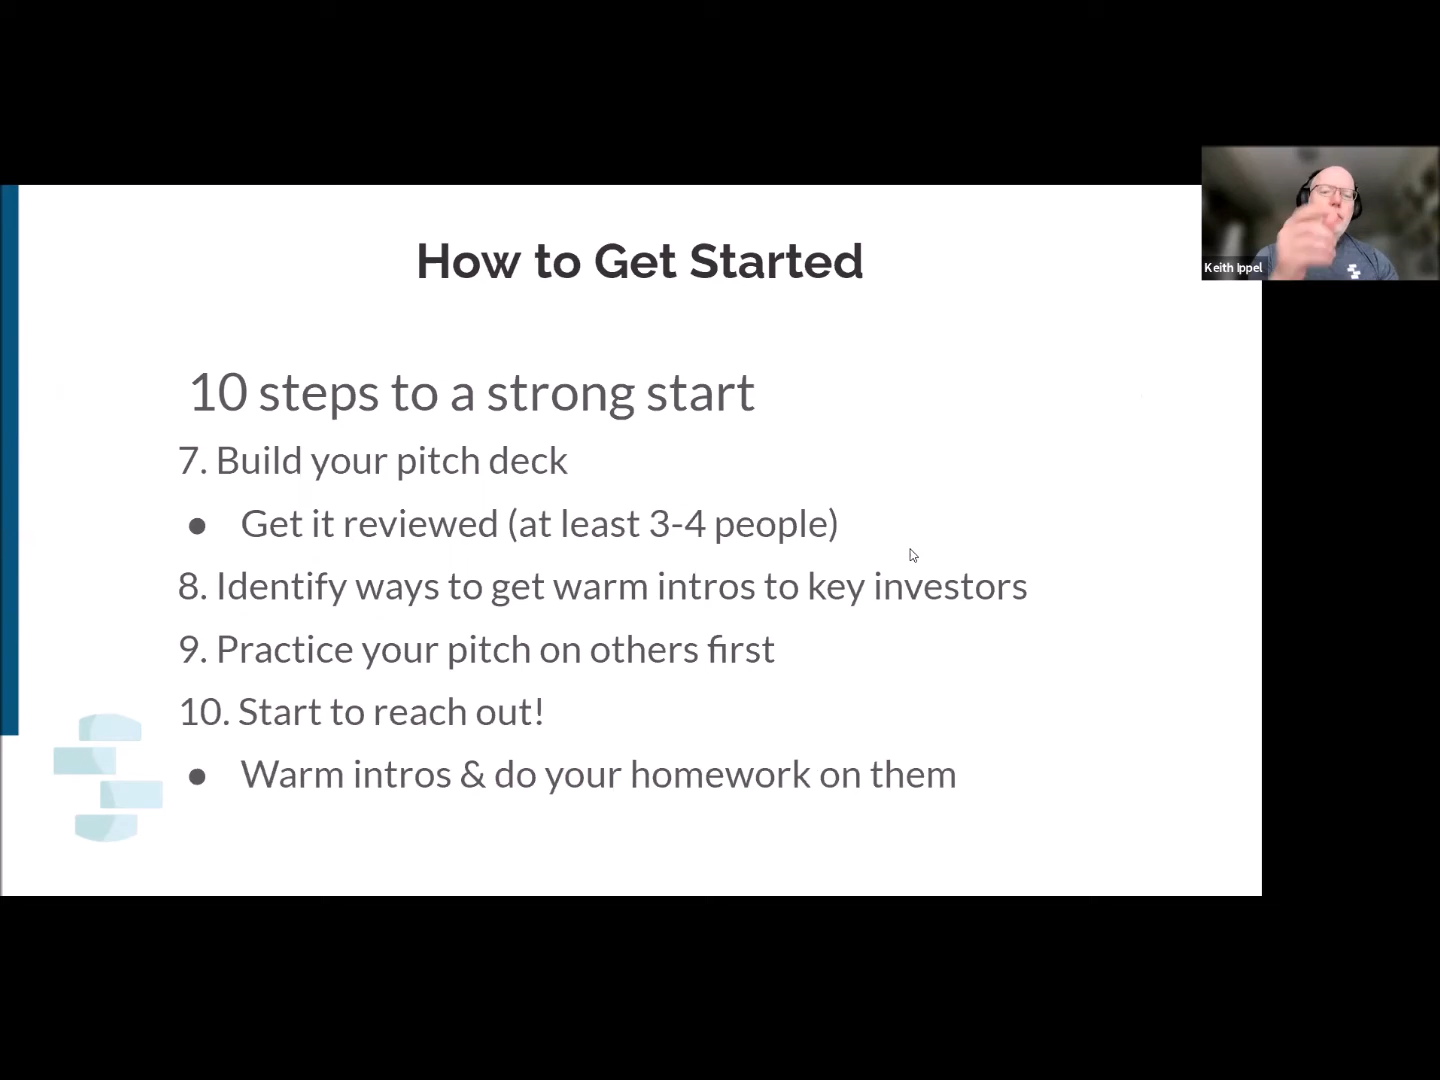 How to Get Started
Keith Ippel
10 steps to a strong start
7. Build your pitch deck
● Get it reviewed (at least 3-4 people)
8. Identify ways to get warm intros to key investors
9. Practice your pitch on others first
10. Start to reach out!
● Warm intros & do your homework on them